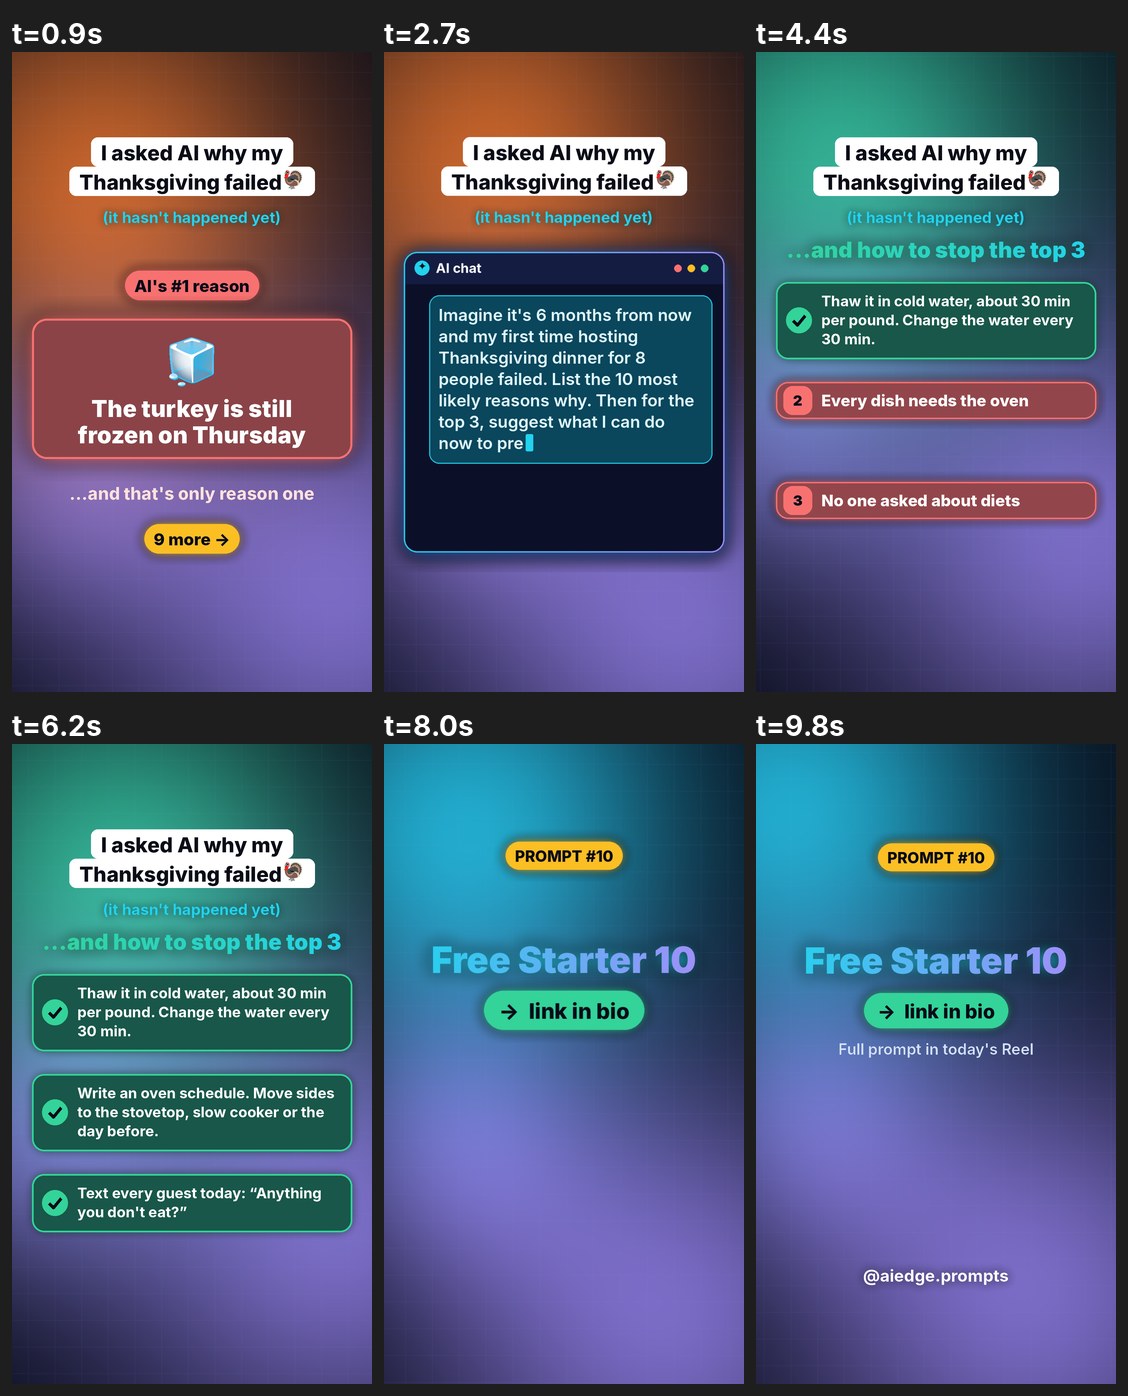 t=0.9s
I asked AI why my
Thanksgiving failed🦃
(it hasn't happened yet)
AI's #1 reason
The turkey is still
frozen on Thursday
...and that's only reason one
9 more →
t=2.7s
I asked AI why my
Thanksgiving failed🦃
(it hasn't happened yet)
AI chat
Imagine it's 6 months from now
and my first time hosting
Thanksgiving dinner for 8
people failed. List the 10 most
likely reasons why. Then for the
top 3, suggest what I can do
now to pre
t=4.4s
I asked AI why my
Thanksgiving failed🦃
(it hasn't happened yet)
...and how to stop the top 3
Thaw it in cold water, about 30 min
per pound. Change the water every
30 min.
2 Every dish needs the oven
3 No one asked about diets
t=6.2s
I asked AI why my
Thanksgiving failed🦃
(it hasn't happened yet)
...and how to stop the top 3
Thaw it in cold water, about 30 min
per pound. Change the water every
30 min.
Write an oven schedule. Move sides
to the stovetop, slow cooker or the
day before.
Text every guest today: “Anything
you don't eat?”
t=8.0s
PROMPT #10
Free Starter 10
→ link in bio
t=9.8s
PROMPT #10
Free Starter 10
→ link in bio
Full prompt in today's Reel
@aiedge.prompts